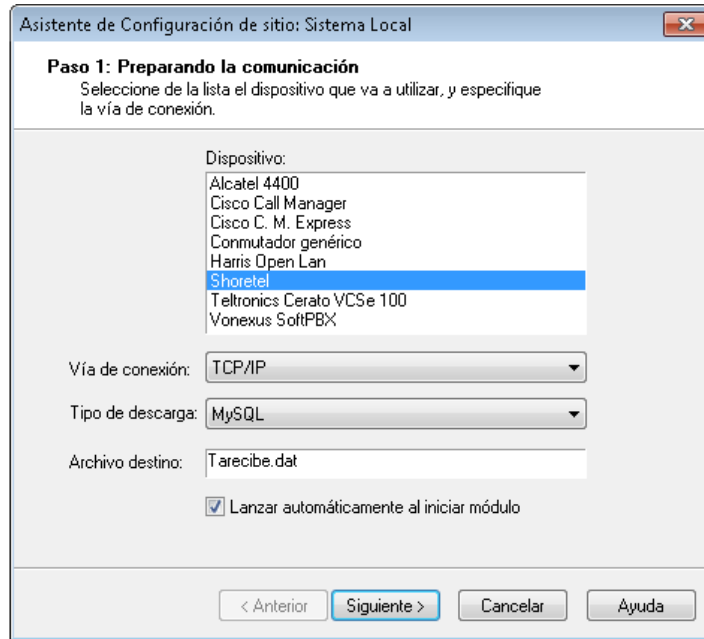 Asistente de Configuración de sitio: Sistema Local
Paso 1: Preparando la comunicación
Seleccione de la lista el dispositivo que va a utilizar, y especifique
la vía de conexión.
Dispositivo:
Alcatel 4400
Cisco Call Manager
Cisco C. M. Express
Conmutador genérico
Harris Open Lan
Shoretel
Teltronics Cerato VCSe 100
Vonexus SoftPBX
Vía de conexión: TCP/IP
Tipo de descarga: MySQL
Archivo destino: Tarecibe.dat
Lanzar automáticamente al iniciar módulo
< Anterior Siguiente > Cancelar Ayuda